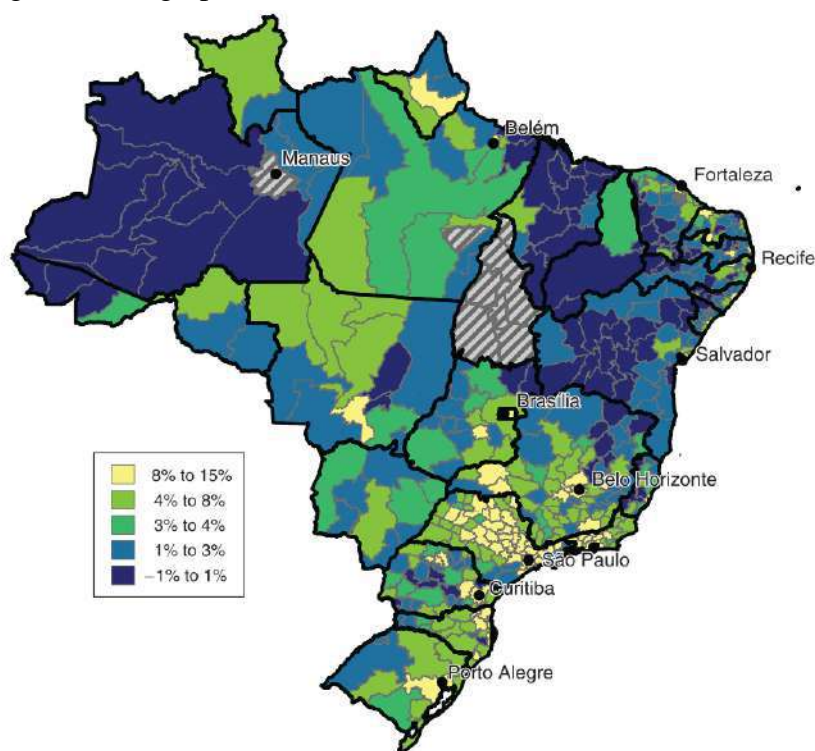 Belém
Manaus
Fortaleza
Recife
Salvador
Brasília
8% to 15%
4% to 8%
3% to 4%
1% to 3%
−1% to 1%
Belo Horizonte
São Paulo
Curitiba
Porto Alegre